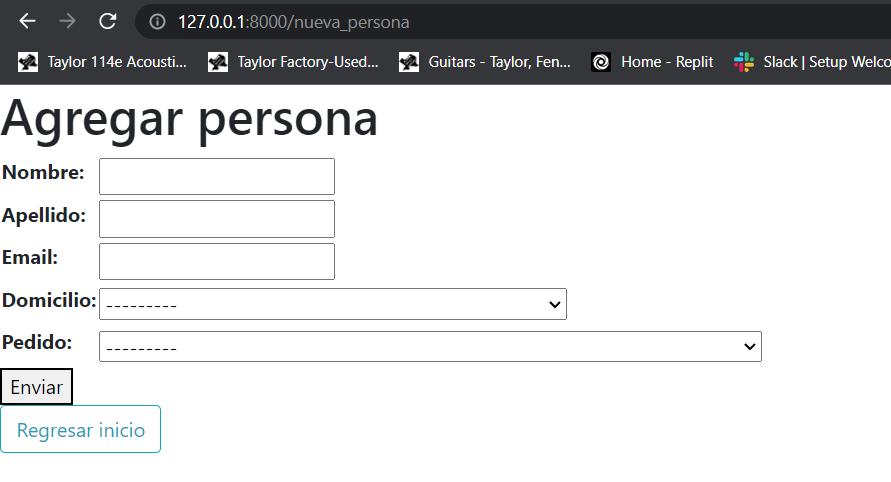 127.0.0.1:8000/nueva_persona
Taylor 114e Acousti... Taylor Factory-Used... Guitars - Taylor, Fen... Home - Replit Slack | Setup Welco
Agregar persona
Nombre:
Apellido:
Email:
Domicilio: ---------
Pedido: ---------
Enviar
Regresar inicio